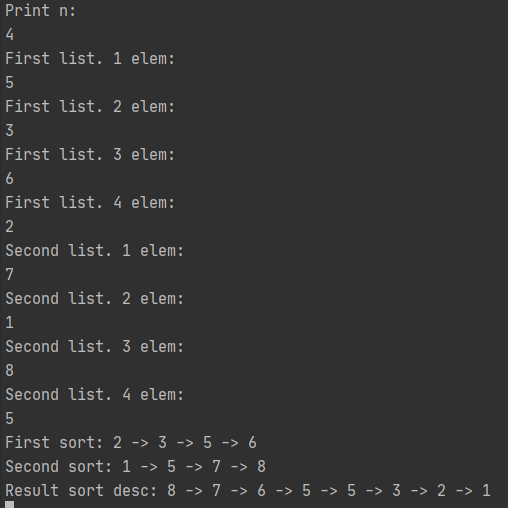 Print n:
4
First list. 1 elem:
5
First list. 2 elem:
3
First list. 3 elem:
6
First list. 4 elem:
2
Second list. 1 elem:
7
Second list. 2 elem:
1
Second list. 3 elem:
8
Second list. 4 elem:
5
First sort: 2 -> 3 -> 5 -> 6
Second sort: 1 -> 5 -> 7 -> 8
Result sort desc: 8 -> 7 -> 6 -> 5 -> 5 -> 3 -> 2 -> 1